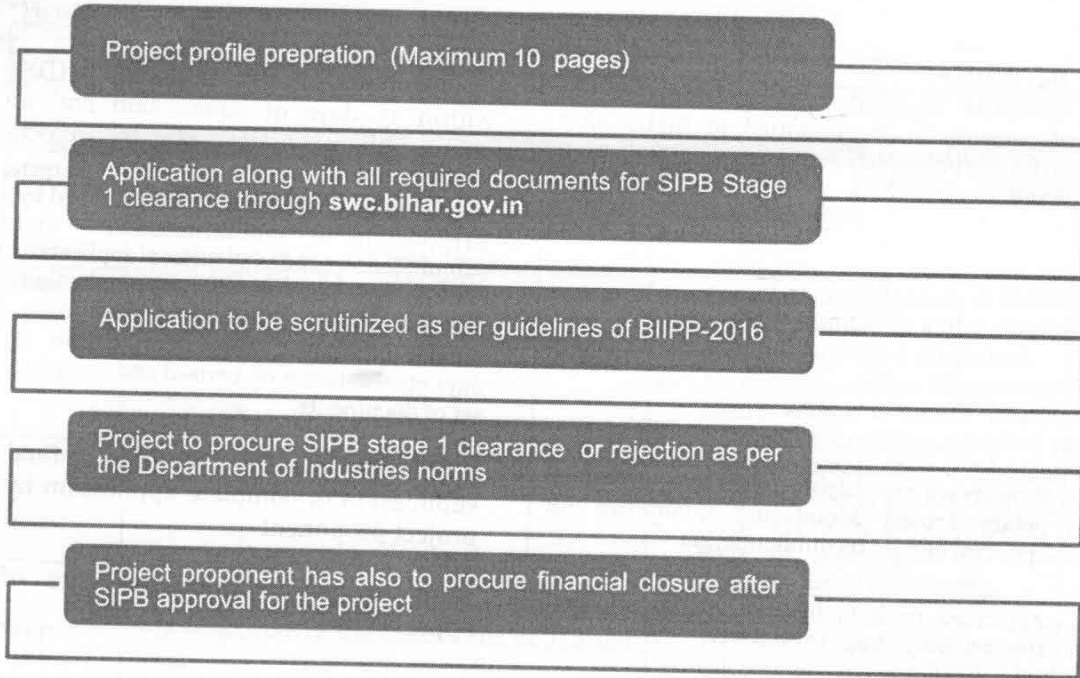 Project profile prepration (Maximum 10 pages)
Application along with all required documents for SIPB Stage
1 clearance through swc.bihar.gov.in
Application to be scrutinized as per guidelines of BIIPP-2016
Project to procure SIPB stage 1 clearance or rejection as per
the Department of Industries norms
Project proponent has also to procure financial closure after
SIPB approval for the project